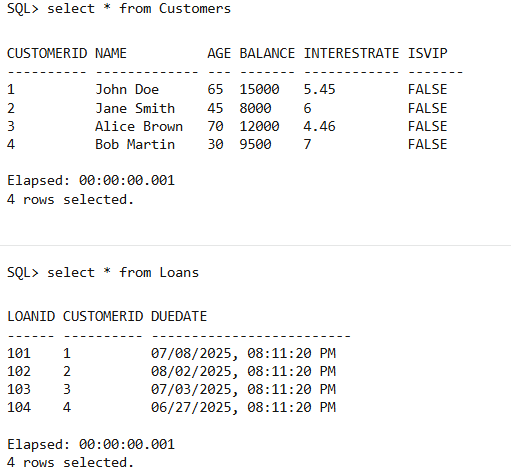 SQL> select * from Customers
CUSTOMERID NAME          AGE BALANCE INTERESTRATE ISVIP
---------- ------------- --- ------- ------------ -------
1          John Doe      65  15000   5.45         FALSE
2          Jane Smith    45  8000    6            FALSE
3          Alice Brown   70  12000   4.46         FALSE
4          Bob Martin    30  9500    7            FALSE
Elapsed: 00:00:00.001
4 rows selected.
SQL> select * from Loans
LOANID CUSTOMERID DUEDATE
------ ---------- -------------------------
101    1          07/08/2025, 08:11:20 PM
102    2          08/02/2025, 08:11:20 PM
103    3          07/03/2025, 08:11:20 PM
104    4          06/27/2025, 08:11:20 PM
Elapsed: 00:00:00.001
4 rows selected.